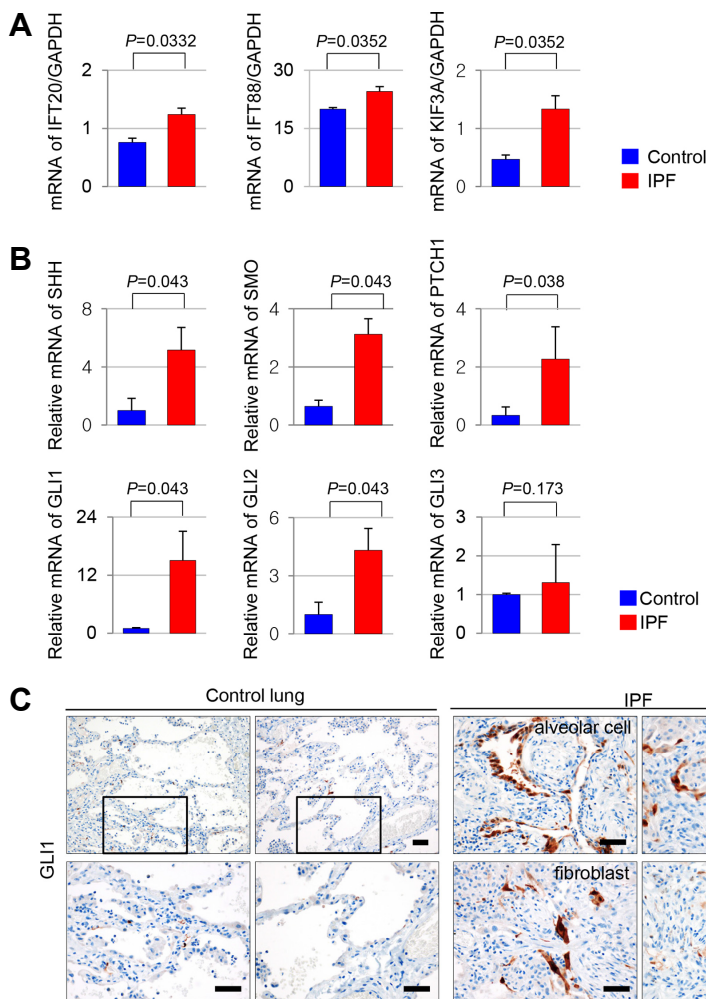 A
P=0.0332
P=0.0352
P=0.0352
mRNA of IFT20/GAPDH
2
1
0
mRNA of IFT88/GAPDH
30
15
0
mRNA of KIF3A/GAPDH
2
1
0
Control
IPF
B
P=0.043
P=0.043
P=0.038
Relative mRNA of SHH
8
4
0
Relative mRNA of SMO
4
2
0
Relative mRNA of PTCH1
4
2
0
P=0.043
P=0.043
P=0.173
Relative mRNA of GLI1
24
12
0
Relative mRNA of GLI2
6
3
0
Relative mRNA of GLI3
3
2
1
0
Control
IPF
C
Control lung
IPF
GLI1
alveolar cell
fibroblast